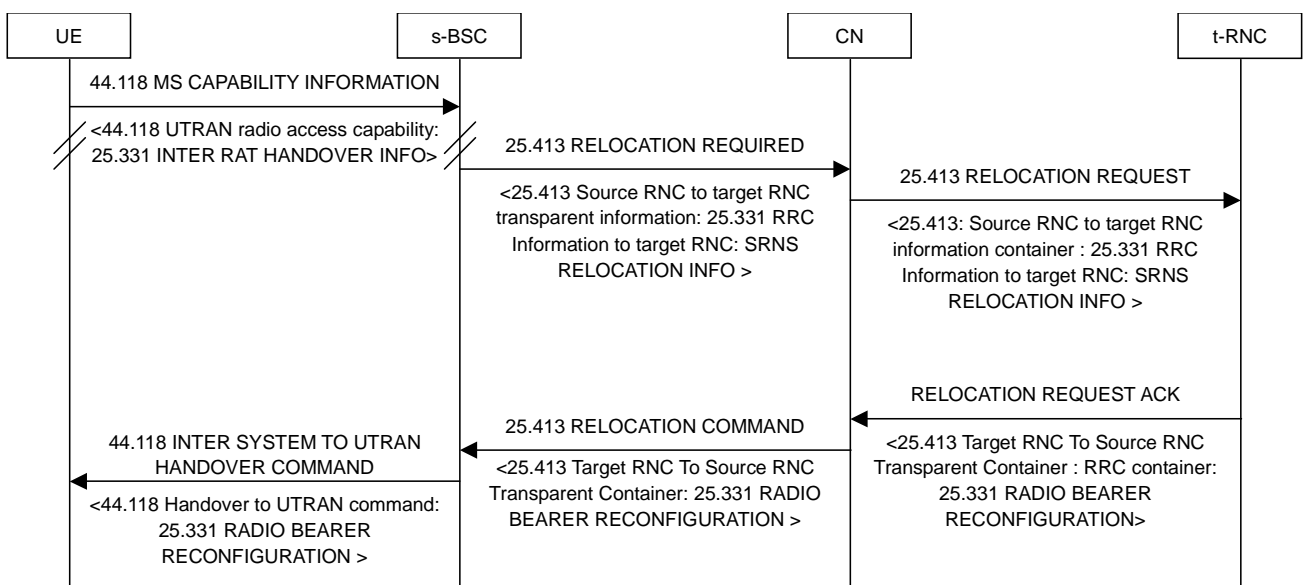 UE
s-BSC
CN
t-RNC
44.118 MS CAPABILITY INFORMATION
<44.118 UTRAN radio access capability:
25.331 INTER RAT HANDOVER INFO>
25.413 RELOCATION REQUIRED
<25.413 Source RNC to target RNC
transparent information: 25.331 RRC
Information to target RNC: SRNS
RELOCATION INFO >
25.413 RELOCATION REQUEST
<25.413: Source RNC to target RNC
information container : 25.331 RRC
Information to target RNC: SRNS
RELOCATION INFO >
RELOCATION REQUEST ACK
<25.413 Target RNC To Source RNC
Transparent Container : RRC container:
25.331 RADIO BEARER
RECONFIGURATION>
25.413 RELOCATION COMMAND
<25.413 Target RNC To Source RNC
Transparent Container: 25.331 RADIO
BEARER RECONFIGURATION >
44.118 INTER SYSTEM TO UTRAN
HANDOVER COMMAND
<44.118 Handover to UTRAN command:
25.331 RADIO BEARER
RECONFIGURATION >